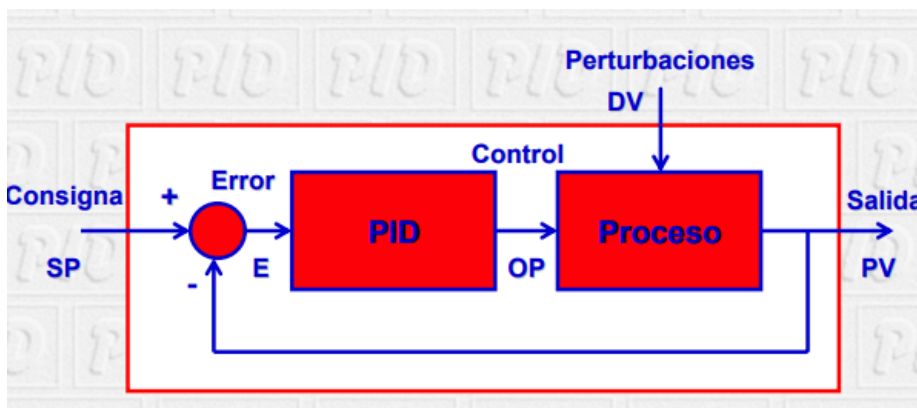 Perturbaciones
DV
Control
Consigna
+
Error
PID
Proceso
Salida
SP
-
E
OP
PV